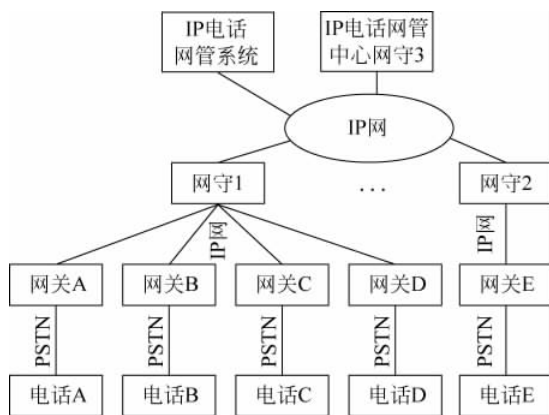 IP电话
网管系统
IP电话网管
中心网守3
IP网
网守1
...
网守2
IP网
IP网
网关A
网关B
网关C
网关D
网关E
PSTN
PSTN
PSTN
PSTN
PSTN
电话A
电话B
电话C
电话D
电话E